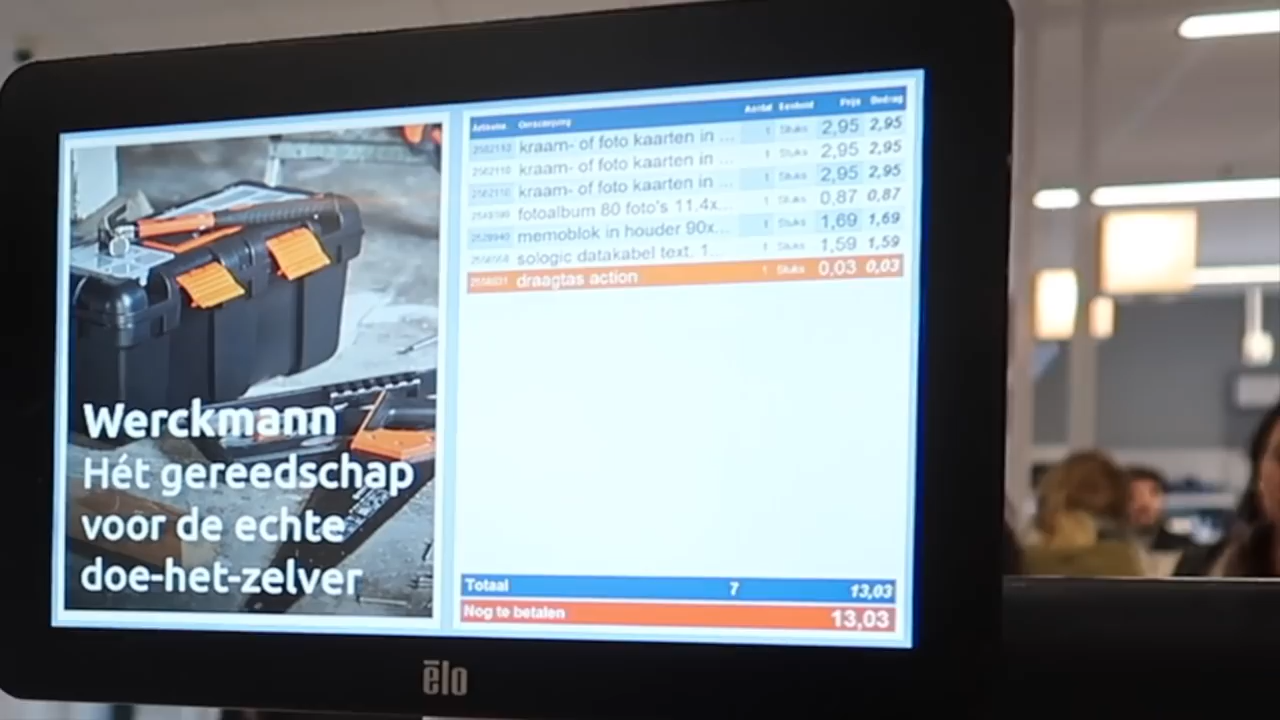 Werckmann
Hét gereedschap
voor de echte
doe-het-zelver
Omschrijving Aantal Eenheid Prijs Bedrag
kraam- of foto kaarten in ... 1 Stuks 2,95 2,95
kraam- of foto kaarten in ... 1 Stuks 2,95 2,95
kraam- of foto kaarten in ... 1 Stuks 2,95 2,95
fotoalbum 80 foto's 11.4x... 1 Stuks 0,87 0,87
memoblok in houder 90x... 1 Stuks 1,69 1,69
sologic datakabel text. 1... 1 Stuks 1,59 1,59
draagtas action 1 Stuks 0,03 0,03
Totaal 7 13,03
Nog te betalen 13,03
ēlo